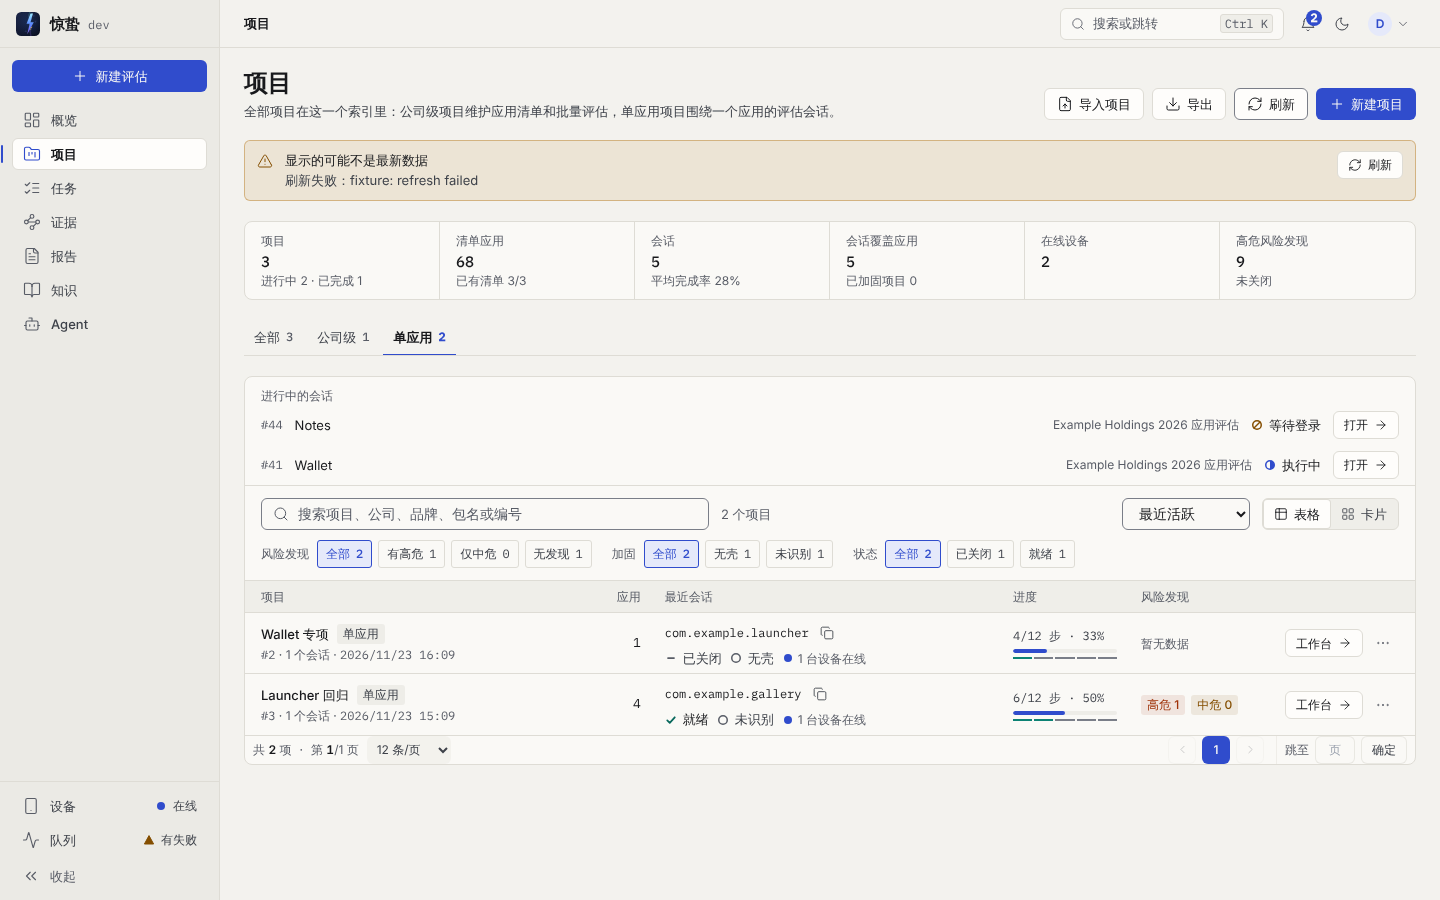 惊蛰 dev
新建评估
概览
项目
任务
证据
报告
知识
Agent
设备 在线
队列 有失败
收起
项目
搜索或跳转 Ctrl K
2
D
项目
全部项目在这一个索引里：公司级项目维护应用清单和批量评估，单应用项目围绕一个应用的评估会话。
导入项目 导出 刷新 新建项目
显示的可能不是最新数据
刷新失败：fixture: refresh failed
刷新
项目 清单应用 会话 会话覆盖应用 在线设备 高危风险发现
3 68 5 5 2 9
进行中 2 · 已完成 1 已有清单 3/3 平均完成率 28% 已加固项目 0 未关闭
全部 3 公司级 1 单应用 2
进行中的会话
#44 Notes Example Holdings 2026 应用评估 等待登录 打开
#41 Wallet Example Holdings 2026 应用评估 执行中 打开
搜索项目、公司、品牌、包名或编号 2 个项目 最近活跃 表格 卡片
风险发现 全部 2 有高危 1 仅中危 0 无发现 1 加固 全部 2 无壳 1 未识别 1 状态 全部 2 已关闭 1 就绪 1
项目 应用 最近会话 进度 风险发现
Wallet 专项 单应用 1 com.example.launcher 4/12 步 · 33% 暂无数据 工作台
#2 · 1 个会话 · 2026/11/23 16:09 已关闭 无壳 1 台设备在线
Launcher 回归 单应用 4 com.example.gallery 6/12 步 · 50% 高危 1 中危 0 工作台
#3 · 1 个会话 · 2026/11/23 15:09 就绪 未识别 1 台设备在线
共 2 项 · 第 1/1 页 12 条/页 1 跳至 页 确定